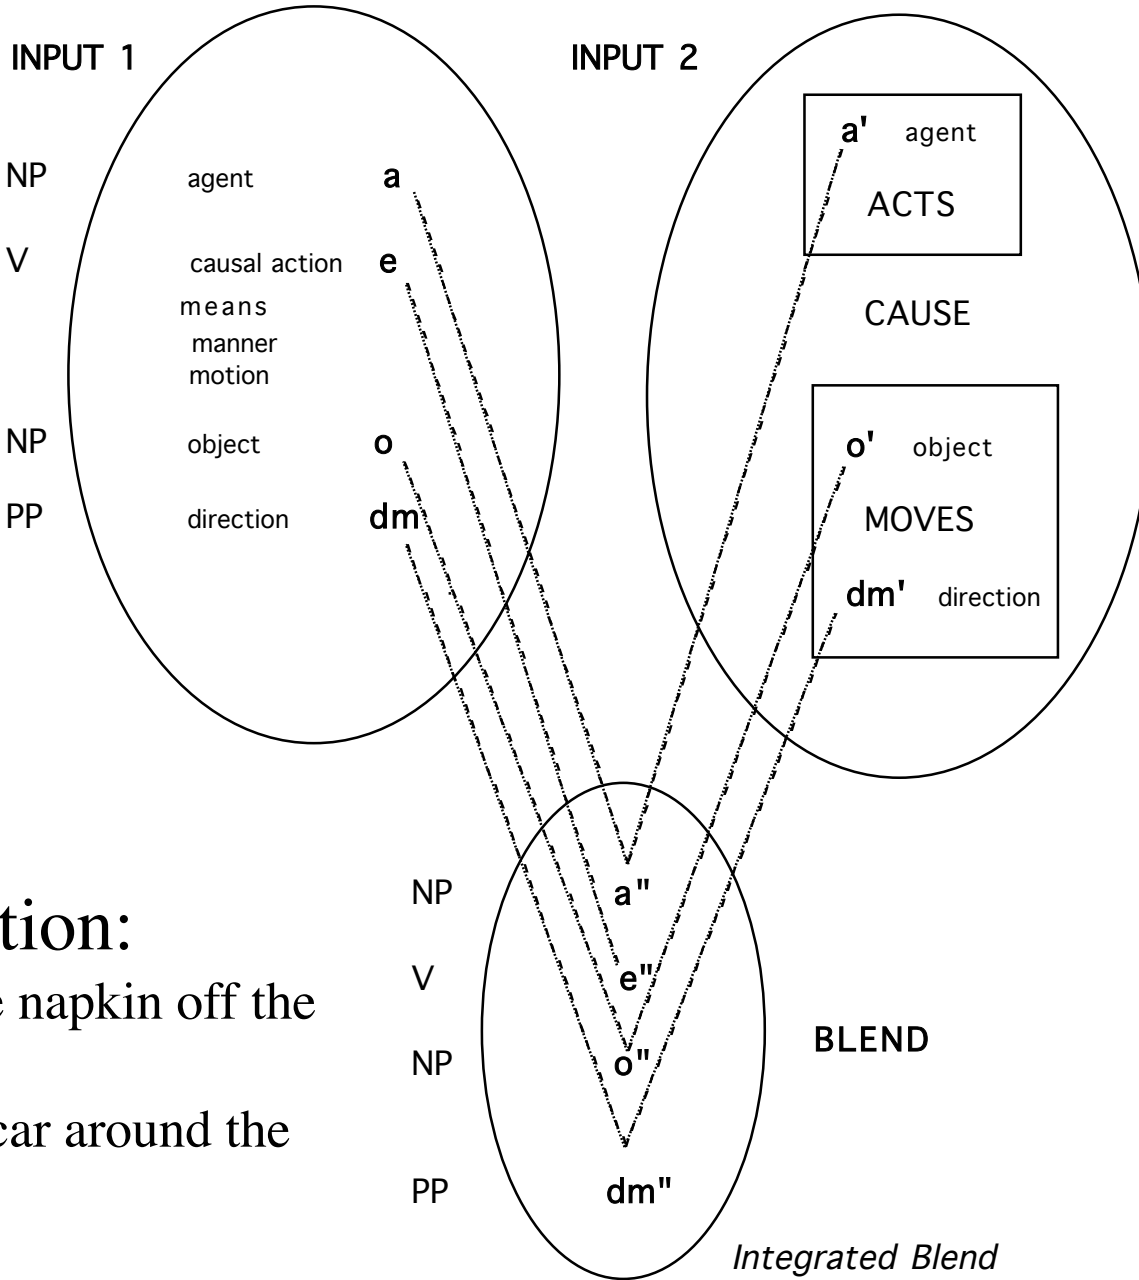 INPUT 1
NP agent a
V causal action e
means
manner
motion
NP object o
PP direction dm
INPUT 2
a' agent
ACTS
CAUSE
o' object
MOVES
dm' direction
NP a"
V e"
NP o"
PP dm"
BLEND
Integrated Blend
tion:
napkin off the
car around the